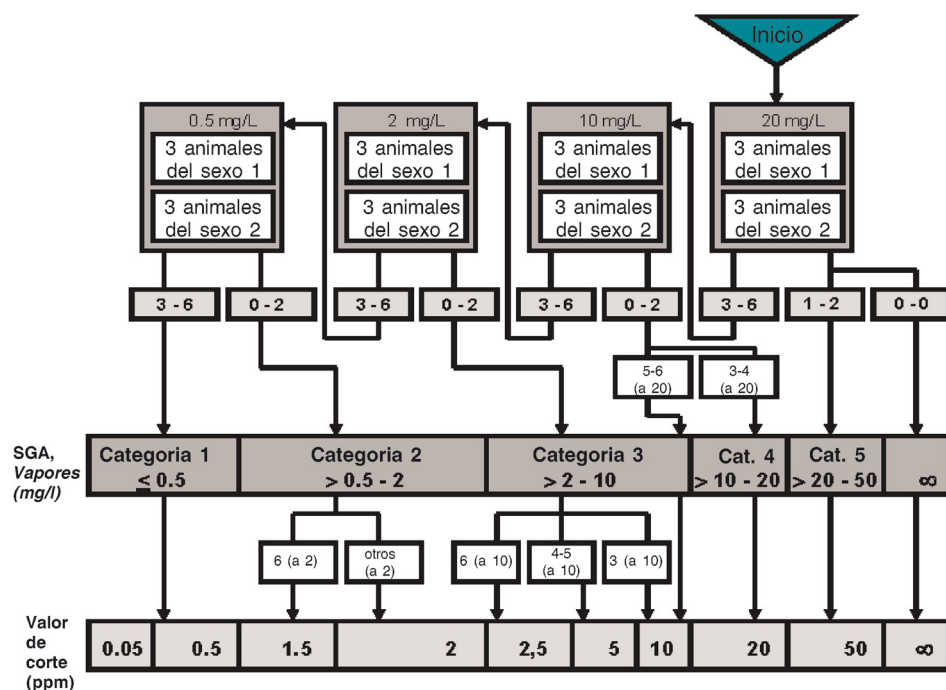 Inicio
0.5 mg/L
2 mg/L
10 mg/L
20 mg/L
3 animales
del sexo 1
3 animales
del sexo 1
3 animales
del sexo 1
3 animales
del sexo 1
3 animales
del sexo 2
3 animales
del sexo 2
3 animales
del sexo 2
3 animales
del sexo 2
3 - 6
0 - 2
3 - 6
0 - 2
3 - 6
0 - 2
3 - 6
1 - 2
0 - 0
5-6
(a 20)
3-4
(a 20)
SGA,
Vapores
(mg/l)
Categoria 1
≤ 0.5
Categoria 2
> 0.5 - 2
Categoria 3
> 2 - 10
Cat. 4
> 10 - 20
Cat. 5
> 20 - 50
∞
6 (a 2)
otros
(a 2)
6 (a 10)
4-5
(a 10)
3 (a 10)
Valor
de
corte
(ppm)
0.05
0.5
1.5
2
2,5
5
10
20
50
∞